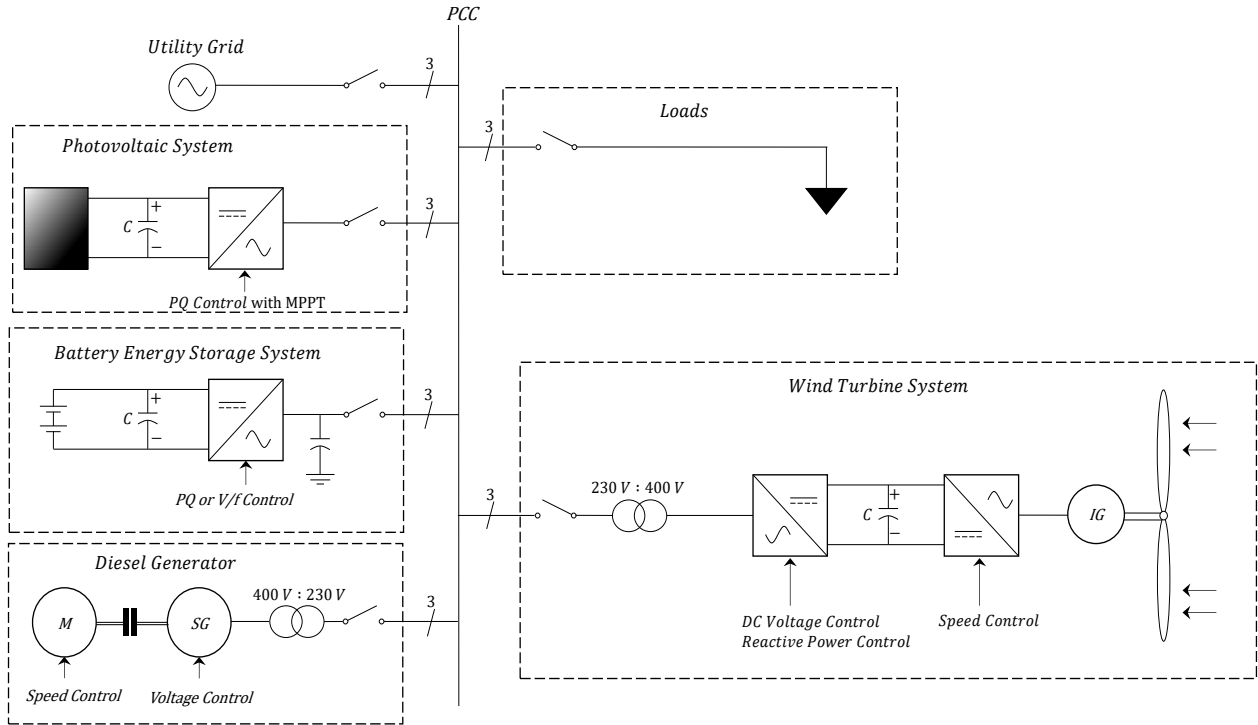 PCC
Utility Grid
3
Photovoltaic System
C
+
−
3
PQ Control with MPPT
Battery Energy Storage System
C
+
−
3
PQ or V/f Control
Diesel Generator
400 V : 230 V
3
M
SG
Speed Control
Voltage Control
Loads
3
Wind Turbine System
230 V : 400 V
3
C
+
−
IG
DC Voltage Control
Reactive Power Control
Speed Control